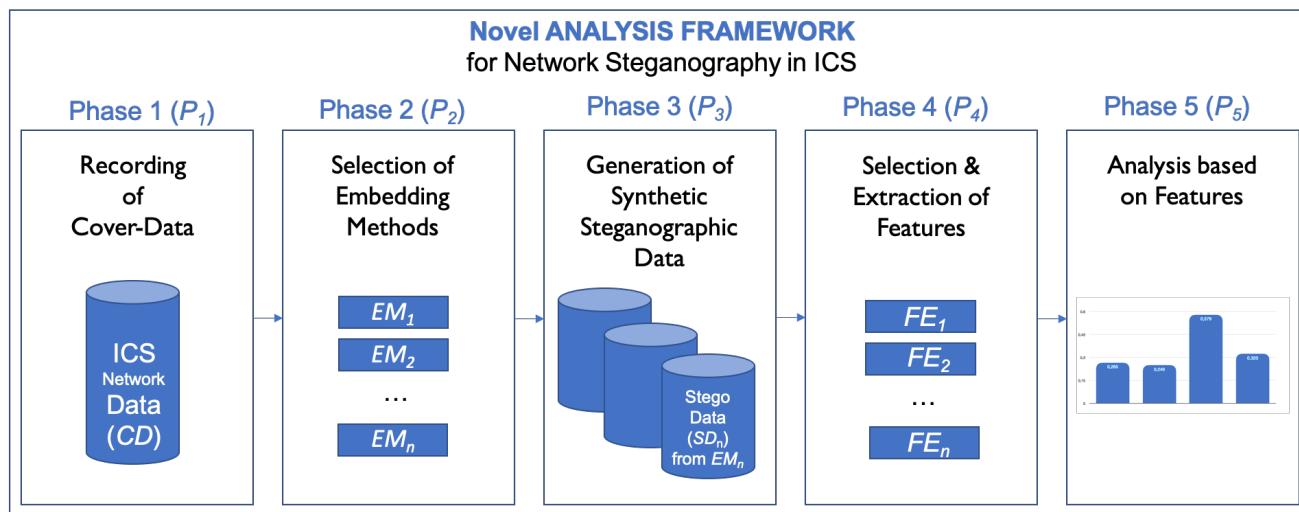 Novel ANALYSIS FRAMEWORK
for Network Steganography in ICS
Phase 1 (P1)
Recording
of
Cover-Data
ICS
Network
Data
(CD)
Phase 2 (P2)
Selection of
Embedding
Methods
EM1
EM2
...
EMn
Phase 3 (P3)
Generation of
Synthetic
Steganographic
Data
Stego
Data
(SDn)
from EMn
Phase 4 (P4)
Selection &
Extraction of
Features
FE1
FE2
...
FEn
Phase 5 (P5)
Analysis based
on Features